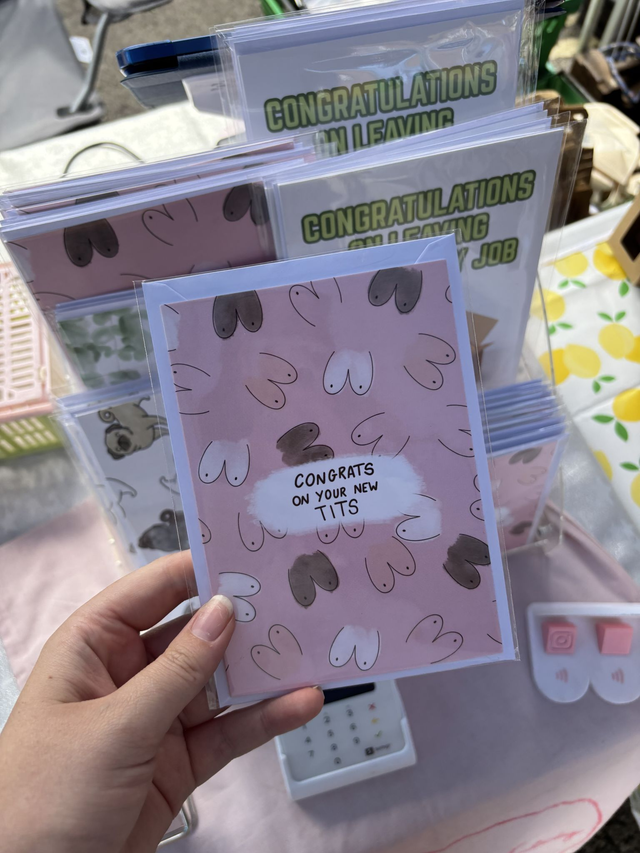 CONGRATULATIONS
ON LEAVING
CONGRATULATIONS
ON LEAVING
JOB
CONGRATS
ON YOUR NEW
TITS